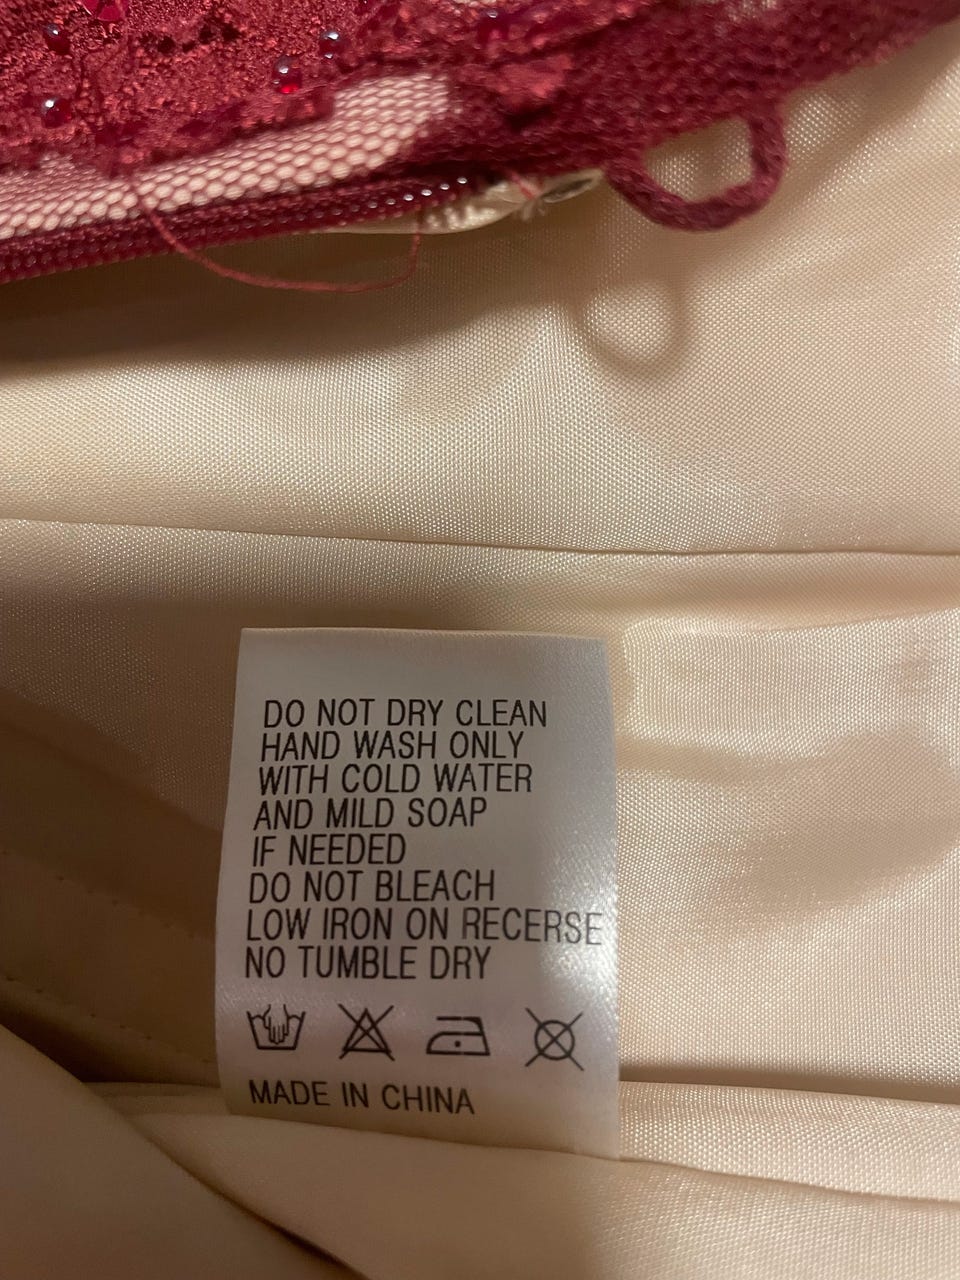 DO NOT DRY CLEAN
HAND WASH ONLY
WITH COLD WATER
AND MILD SOAP
IF NEEDED
DO NOT BLEACH
LOW IRON ON RECERSE
NO TUMBLE DRY
MADE IN CHINA